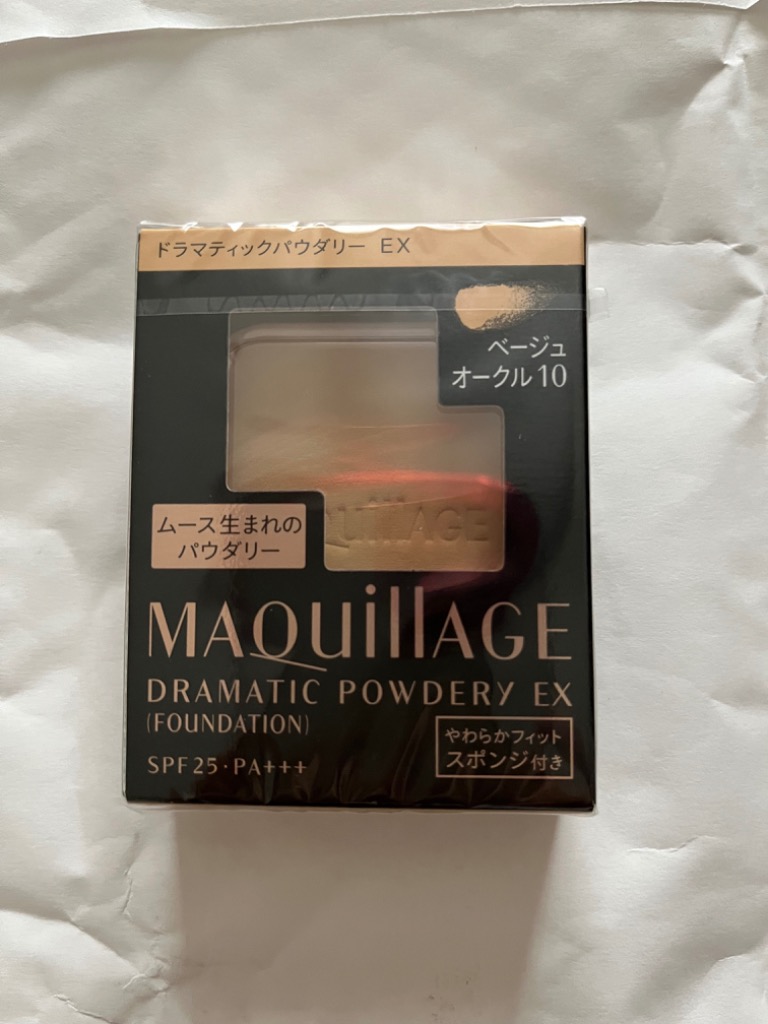 ドラマティックパウダリー EX
ベージュ
オークル10
QuillAGE
ムース生まれの
パウダリー
MAQuillAGE
DRAMATIC POWDERY EX
(FOUNDATION)
やわらかフィット
スポンジ付き
SPF25・PA+++